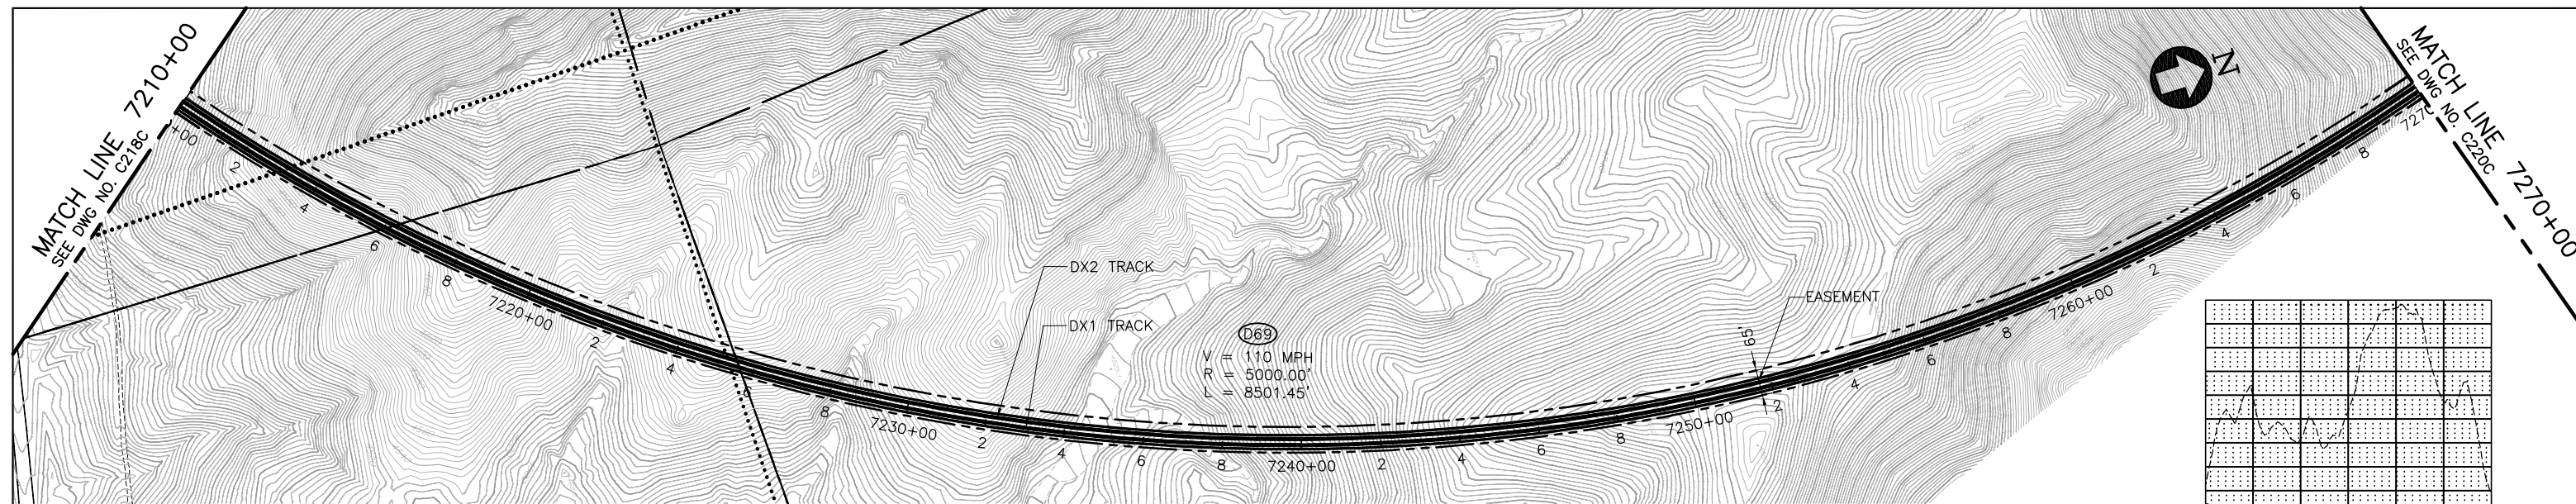 MATCH LINE 7210+00
SEE DWG NO. C218C
+00
2
4
6
8
7220+00
2
4
6
8
7230+00
2
4
6
8
7240+00
2
4
6
8
7250+00
2
4
6
8
7260+00
2
4
6
8
DX2 TRACK
DX1 TRACK
D69
V = 110 MPH
R = 5000.00'
L = 8501.45'
65'
EASEMENT
N
MATCH LINE 7270+00
SEE DWG NO. C220C